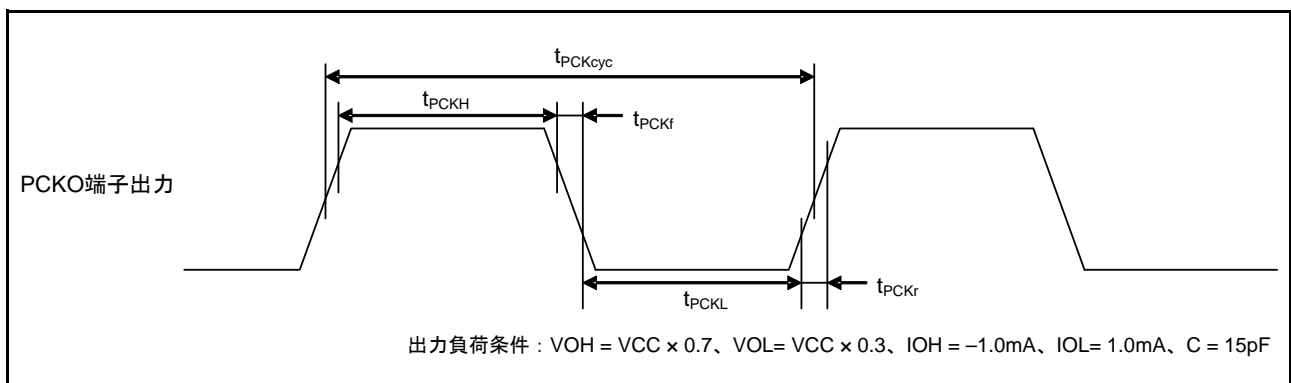 tPCKcyc
tPCKH
tPCKf
PCKO端子出力
tPCKL
tPCKr
出力負荷条件：VOH = VCC × 0.7、VOL= VCC × 0.3、IOH = –1.0mA、IOL= 1.0mA、C = 15pF